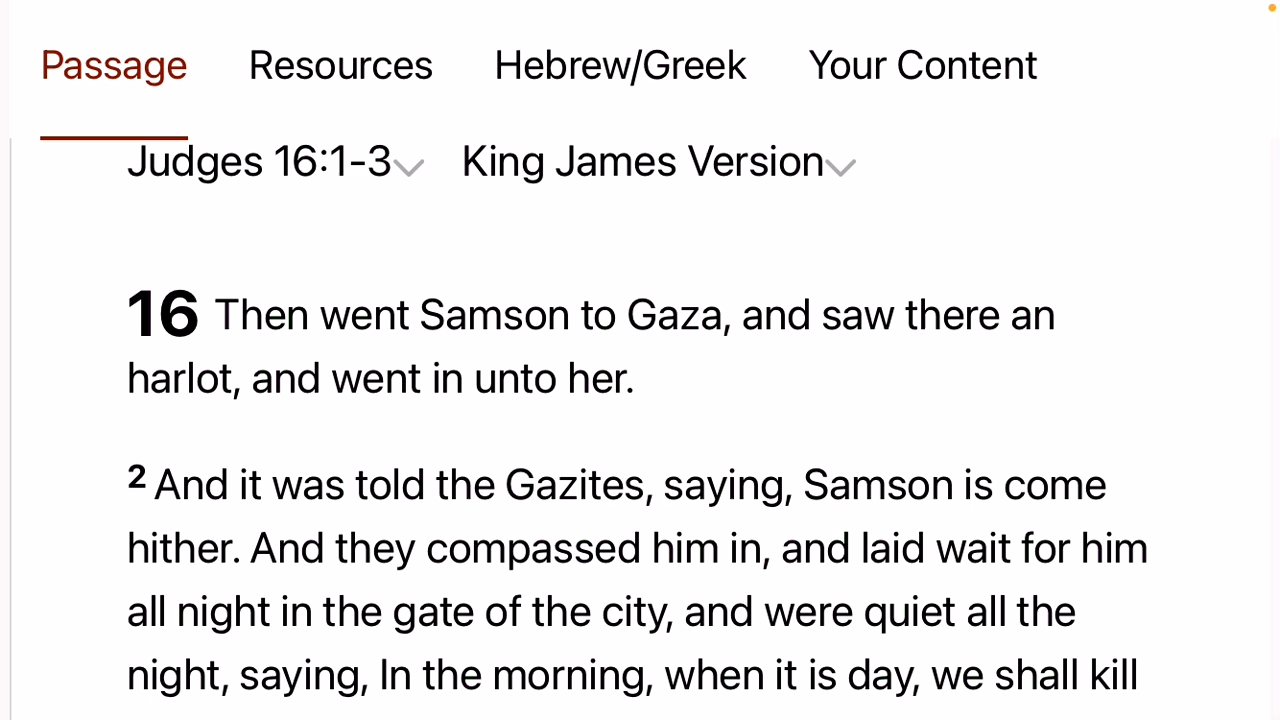 Passage Resources Hebrew/Greek Your Content
Judges 16:1-3 King James Version
16 Then went Samson to Gaza, and saw there an
harlot, and went in unto her.
2 And it was told the Gazites, saying, Samson is come
hither. And they compassed him in, and laid wait for him
all night in the gate of the city, and were quiet all the
night, saying, In the morning, when it is day, we shall kill